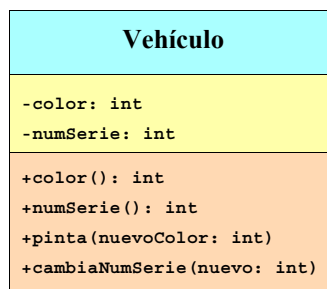 Vehículo
-color: int
-numSerie: int
+color(): int
+numSerie(): int
+pinta(nuevoColor: int)
+cambiaNumSerie(nuevo: int)